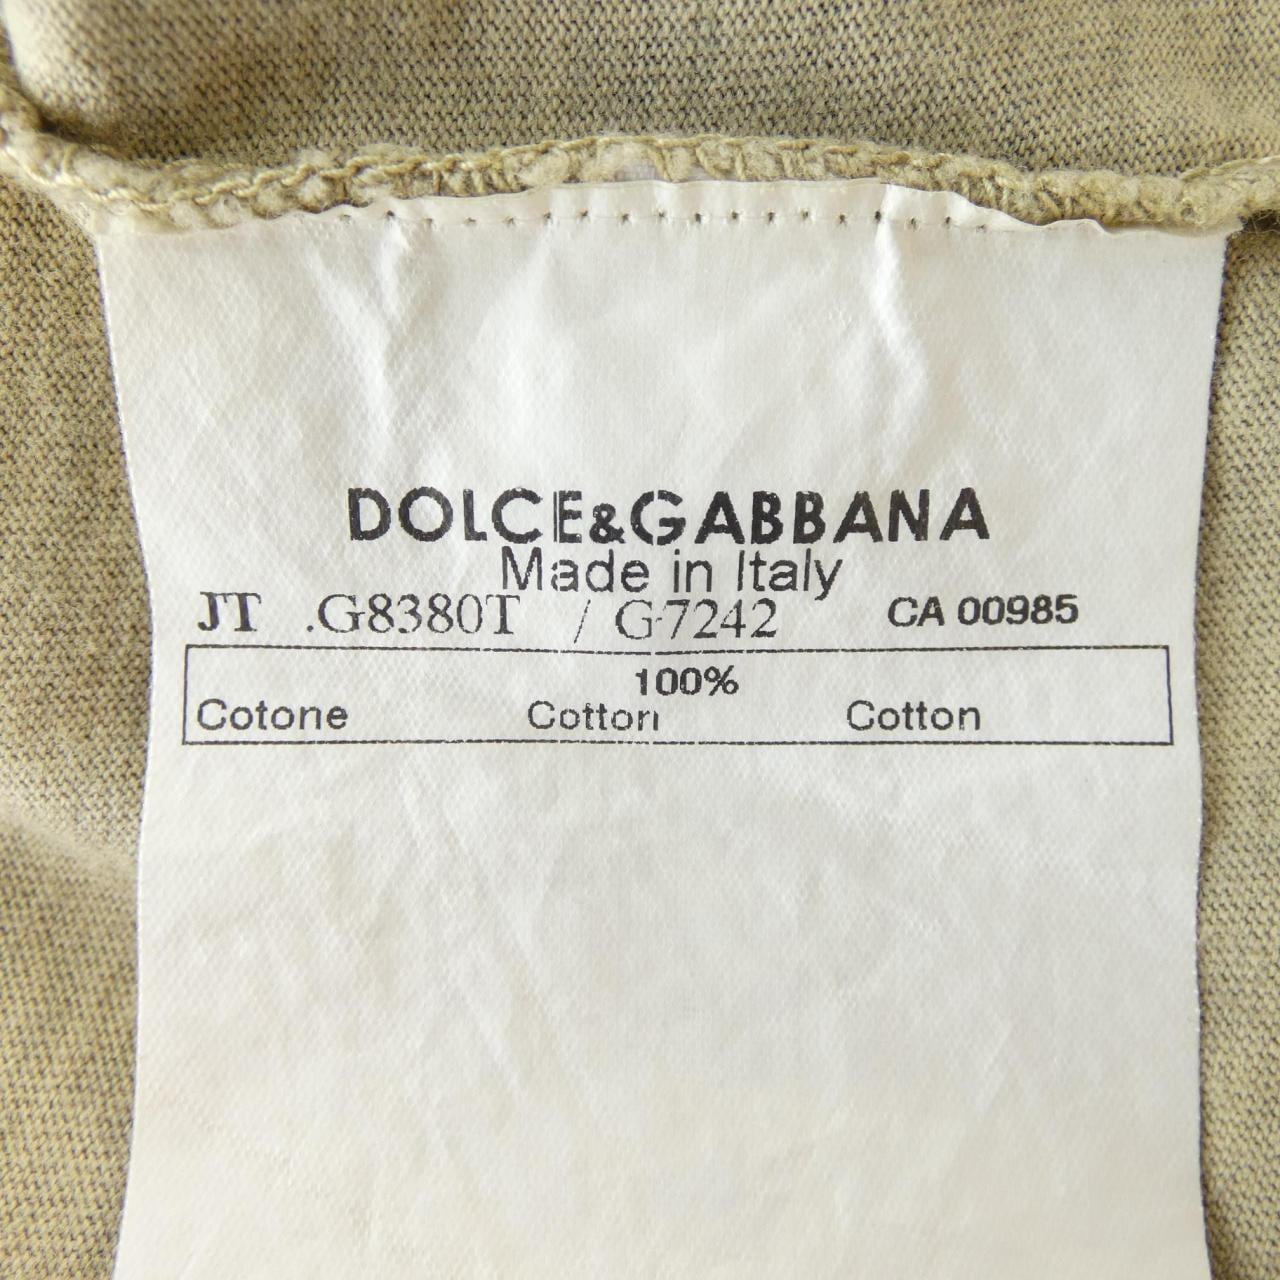 DOLCE&GABBANA
Made in Italy
JT .G8380T / G7242 CA 00985
100%
Cotone Cotton Cotton